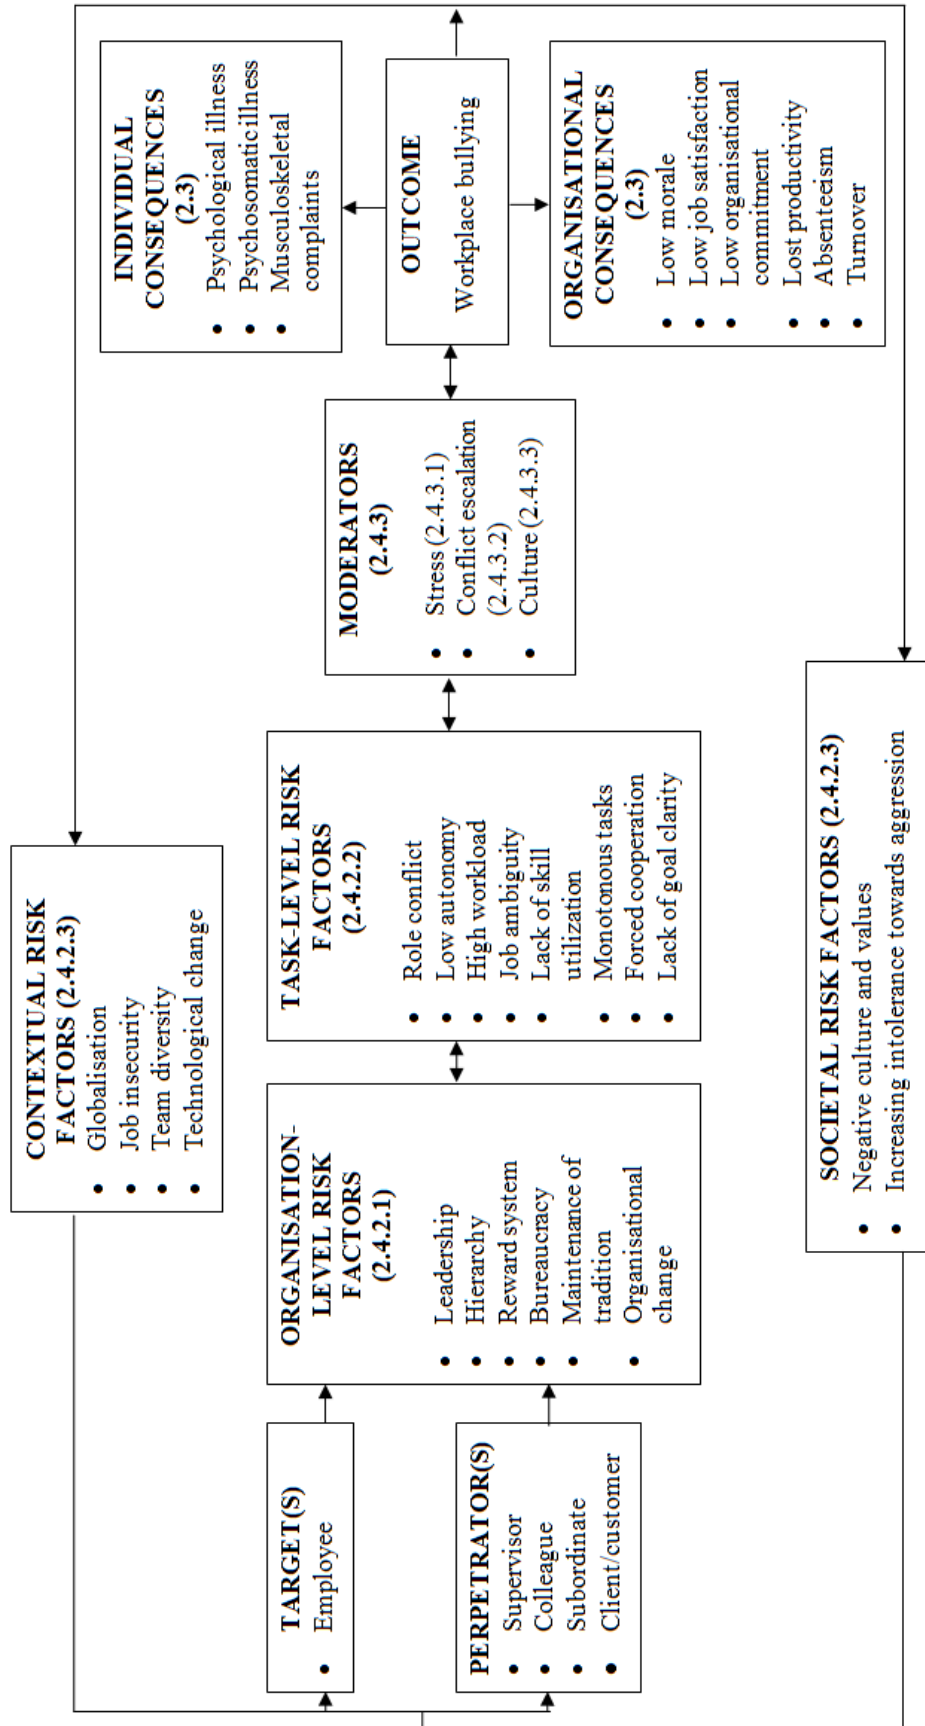 CONTEXTUAL RISK
FACTORS (2.4.2.3)
• Globalisation
• Job insecurity
• Team diversity
• Technological change
TARGET(S)
• Employee
PERPETRATOR(S)
• Supervisor
• Colleague
• Subordinate
• Client/customer
ORGANISATION-
LEVEL RISK
FACTORS
(2.4.2.1)
• Leadership
• Hierarchy
• Reward system
• Bureaucracy
• Maintenance of
tradition
• Organisational
change
TASK-LEVEL RISK
FACTORS
(2.4.2.2)
• Role conflict
• Low autonomy
• High workload
• Job ambiguity
• Lack of skill
utilization
• Monotonous tasks
• Forced cooperation
• Lack of goal clarity
MODERATORS
(2.4.3)
• Stress (2.4.3.1)
• Conflict escalation
(2.4.3.2)
• Culture (2.4.3.3)
INDIVIDUAL
CONSEQUENCES
(2.3)
• Psychological illness
• Psychosomatic illness
• Musculoskeletal
complaints
OUTCOME
Workplace bullying
ORGANISATIONAL
CONSEQUENCES
(2.3)
• Low morale
• Low job satisfaction
• Low organisational
commitment
• Lost productivity
• Absenteeism
• Turnover
SOCIETAL RISK FACTORS (2.4.2.3)
• Negative culture and values
• Increasing intolerance towards aggression